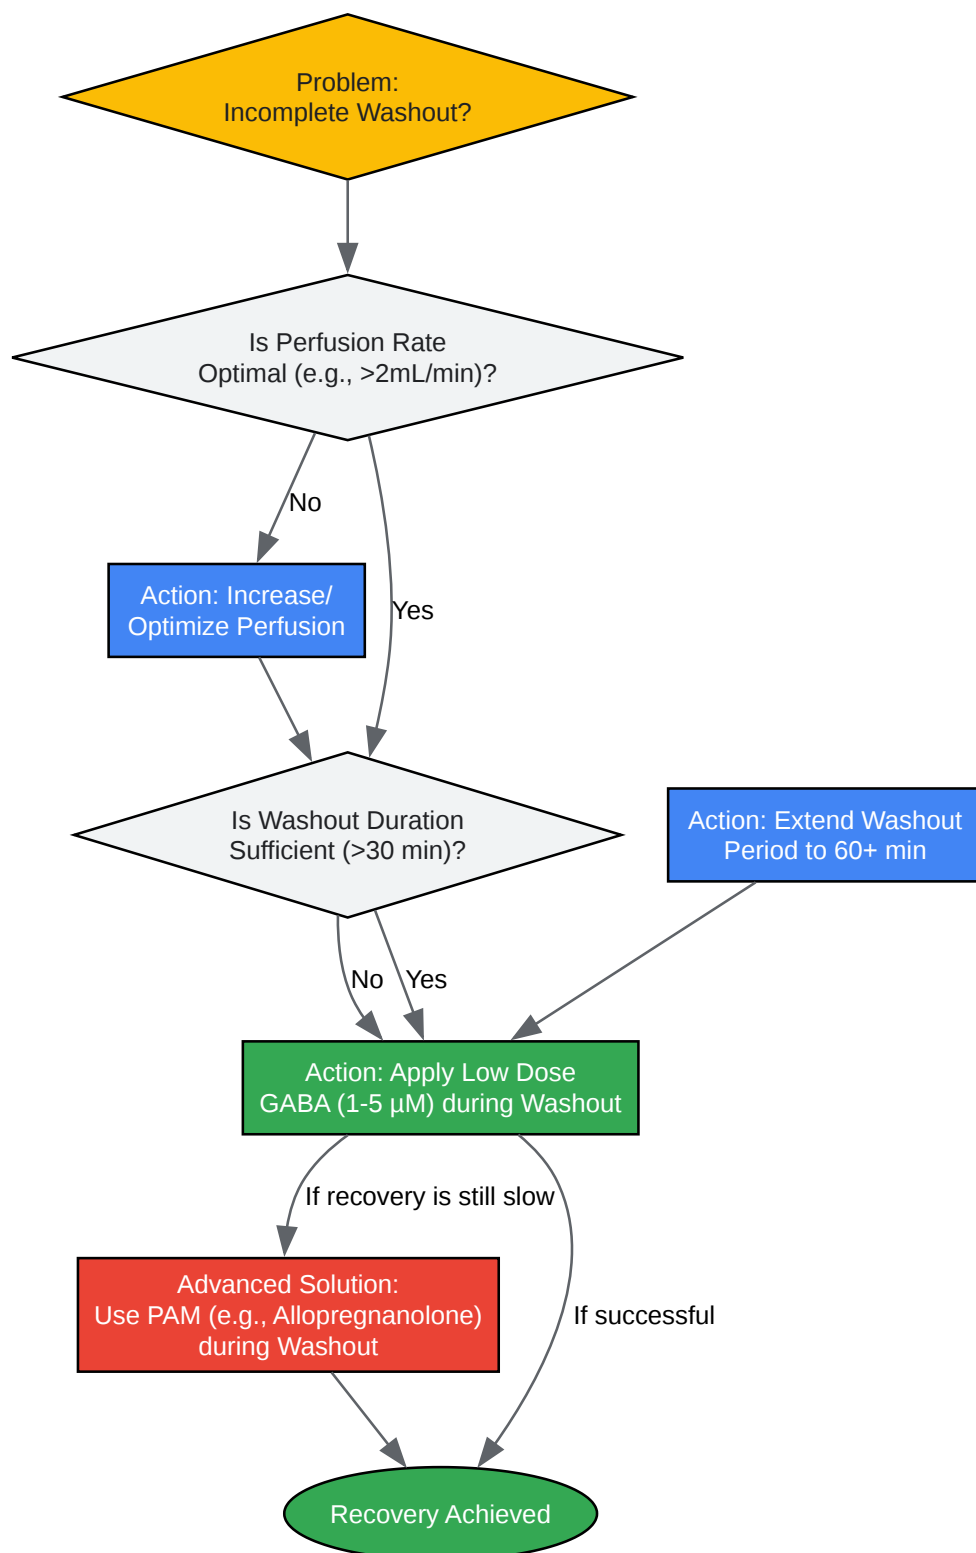 Problem:
Incomplete Washout?
Is Perfusion Rate
Optimal (e.g., >2mL/min)?
No
Action: Increase/
Optimize Perfusion
Yes
Is Washout Duration
Sufficient (>30 min)?
Action: Extend Washout
Period to 60+ min
No
Yes
Action: Apply Low Dose
GABA (1-5 µM) during Washout
If recovery is still slow
Advanced Solution:
Use PAM (e.g., Allopregnanolone)
during Washout
If successful
Recovery Achieved